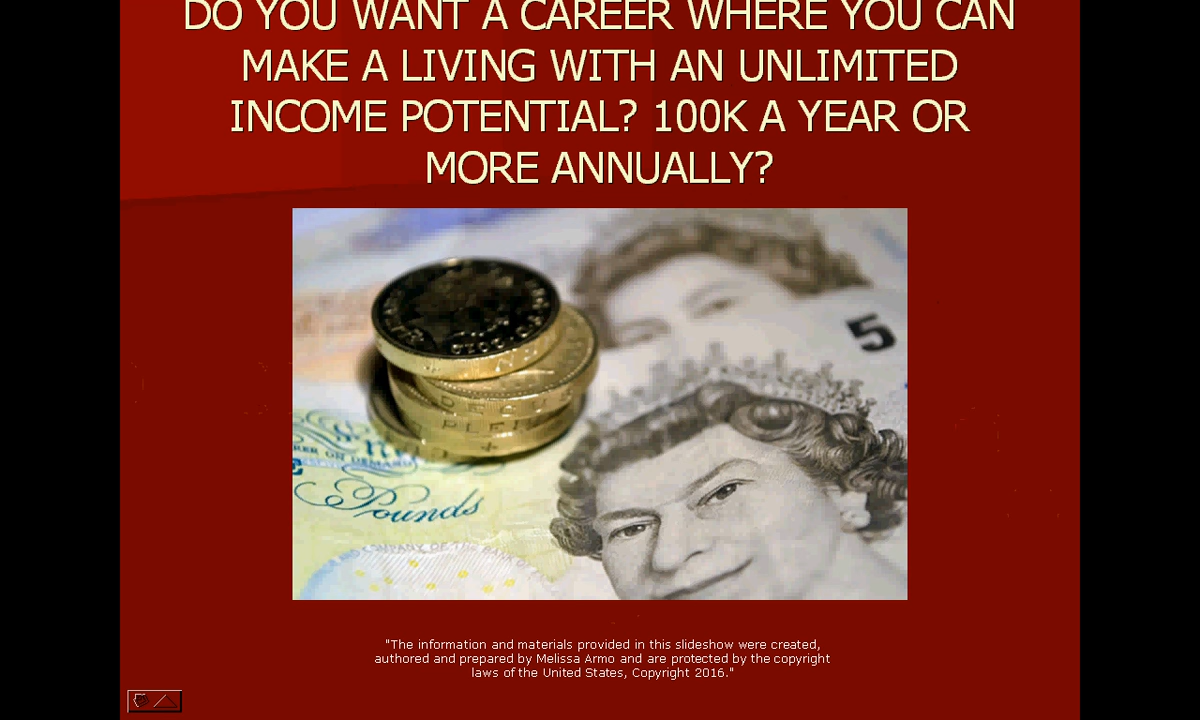 DO YOU WANT A CAREER WHERE YOU CAN
MAKE A LIVING WITH AN UNLIMITED
INCOME POTENTIAL? 100K A YEAR OR
MORE ANNUALLY?
5
Pounds
"The information and materials provided in this slideshow were created,
authored and prepared by Melissa Armo and are protected by the copyright
laws of the United States, Copyright 2016."